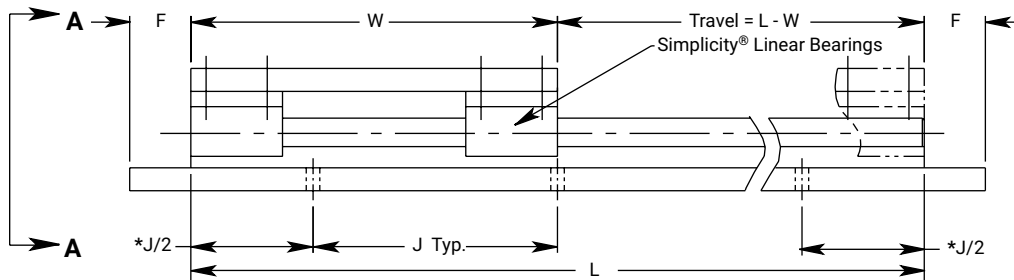 A
F
W
Travel = L - W
F
Simplicity® Linear Bearings
A
*J/2
J Typ.
*J/2
L